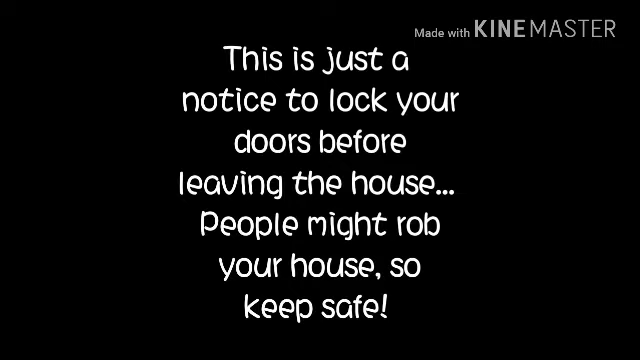 Made with KINEMASTER
This is just a
notice to lock your
doors before
leaving the house...
People might rob
your house, so
keep safe!